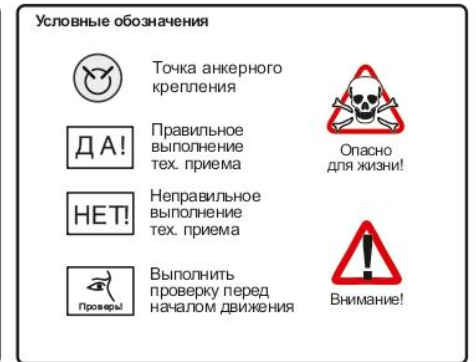 Условные обозначения
Точка анкерного
крепления
ДА!
Правильное
выполнение
тех. приема
НЕТ!
Неправильное
выполнение
тех. приема
Проверь!
Выполнить
проверку перед
началом движения
Опасно
для жизни!
Внимание!